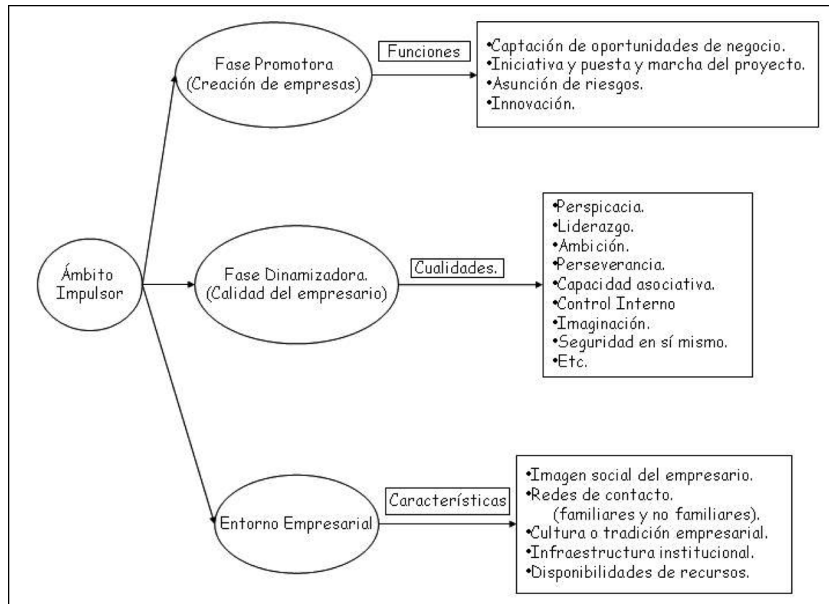 Fase Promotora
(Creación de empresas)
Funciones
•Captación de oportunidades de negocio.
•Iniciativa y puesta y marcha del proyecto.
•Asunción de riesgos.
•Innovación.
Ámbito
Impulsor
Fase Dinamizadora.
(Calidad del empresario)
Cualidades.
•Perspicacia.
•Liderazgo.
•Ambición.
•Perseverancia.
•Capacidad asociativa.
•Control Interno
•Imaginación.
•Seguridad en sí mismo.
•Etc.
Entorno Empresarial
Características
•Imagen social del empresario.
•Redes de contacto.
(familiares y no familiares).
•Cultura o tradición empresarial.
•Infraestructura institucional.
•Disponibilidades de recursos.